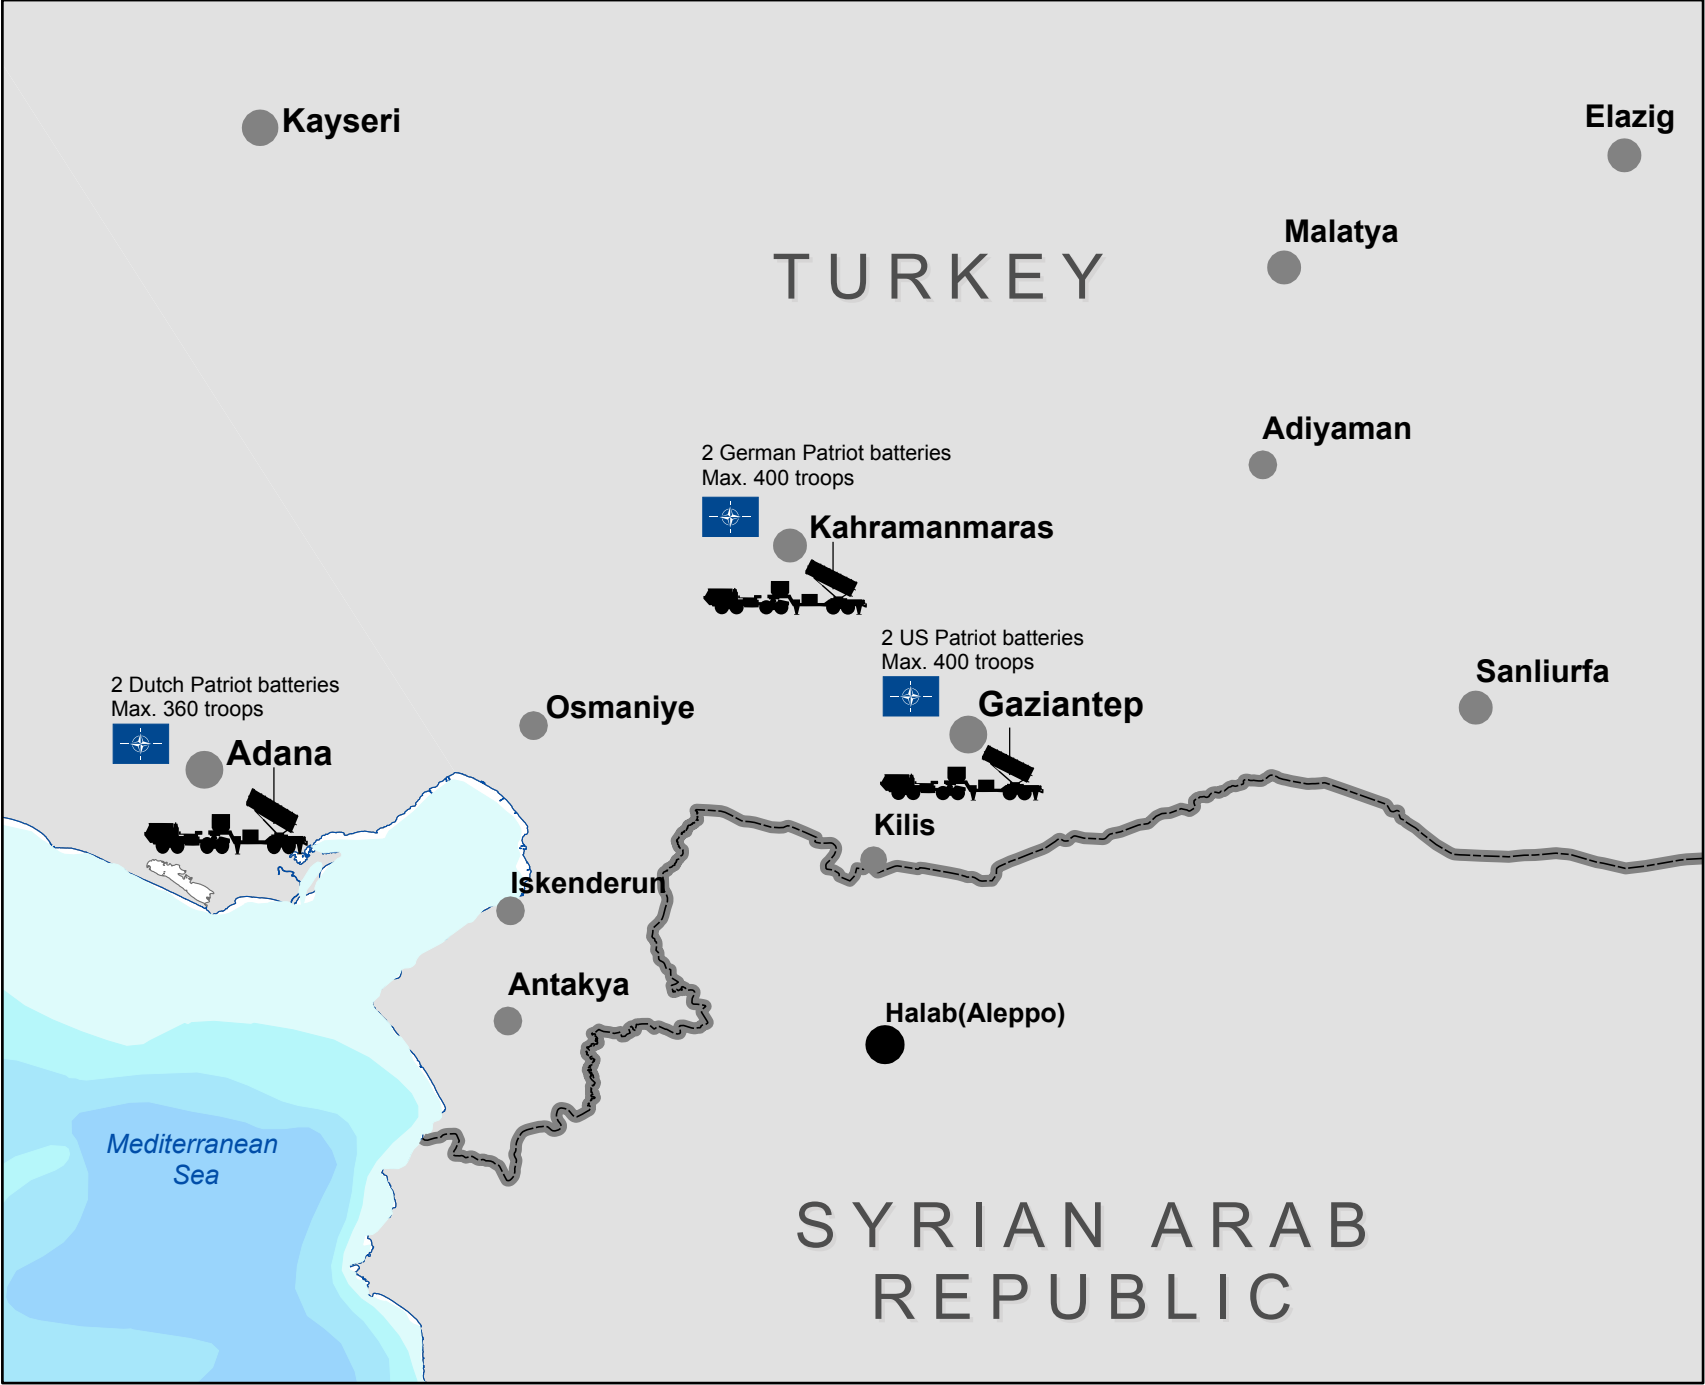 Kayseri
Elazig
Malatya
TURKEY
Adiyaman
2 German Patriot batteries
Max. 400 troops
Kahramanmaras
2 US Patriot batteries
Max. 400 troops
Gaziantep
Sanliurfa
2 Dutch Patriot batteries
Max. 360 troops
Adana
Osmaniye
Kilis
Iskenderun
Antakya
Halab(Aleppo)
Mediterranean
Sea
SYRIAN ARAB
REPUBLIC